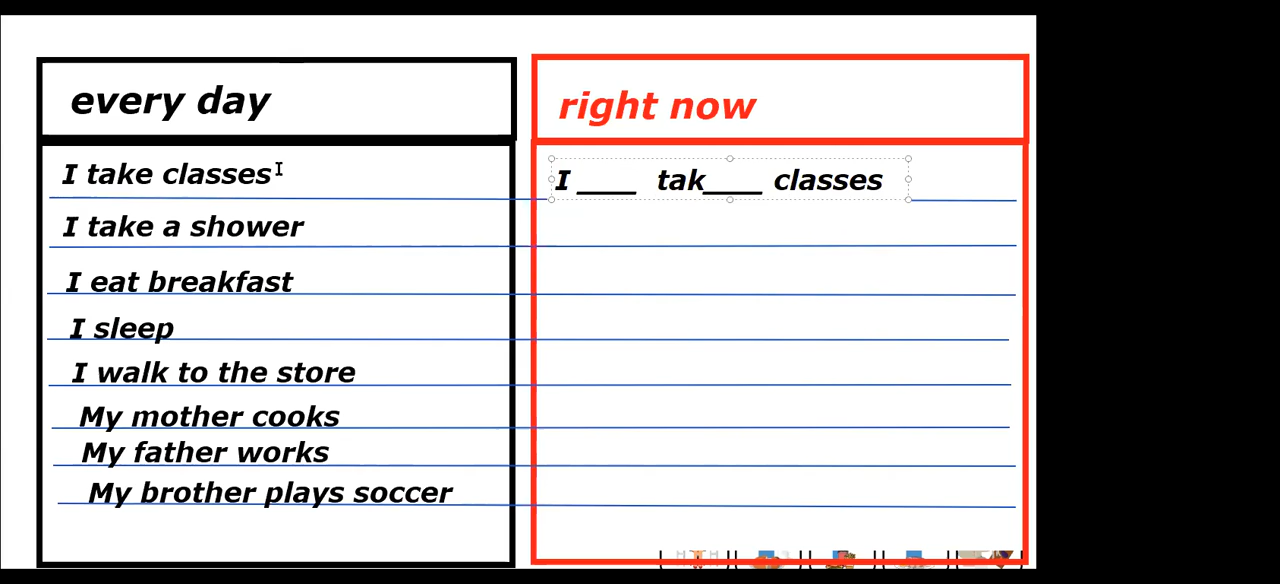 every day
right now
I take classes
I ____ tak____ classes
I take a shower
I eat breakfast
I sleep
I walk to the store
My mother cooks
My father works
My brother plays soccer